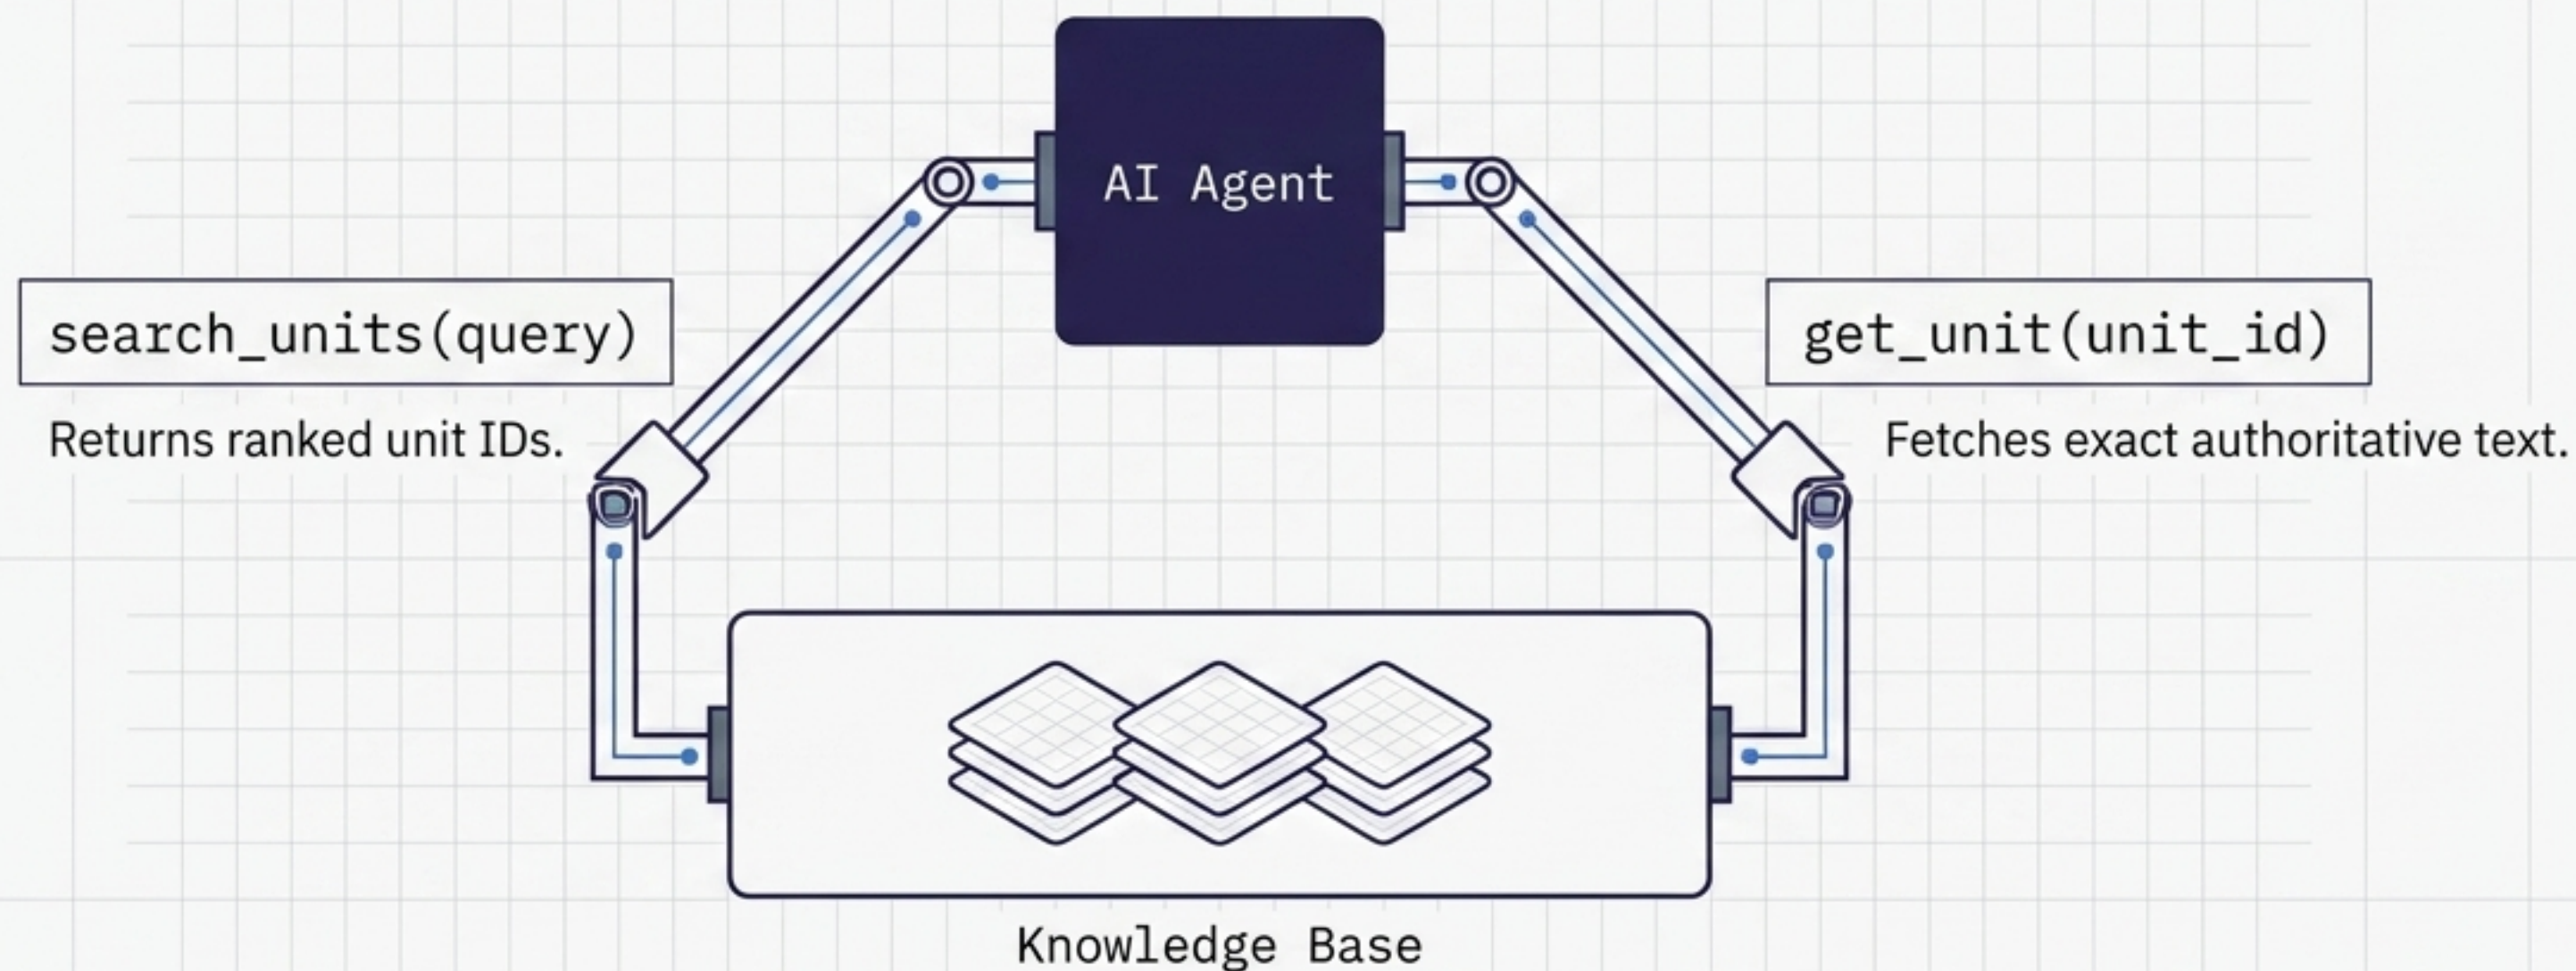 AI Agent
search_units(query)
Returns ranked unit IDs.
get_unit(unit_id)
Fetches exact authoritative text.
Knowledge Base